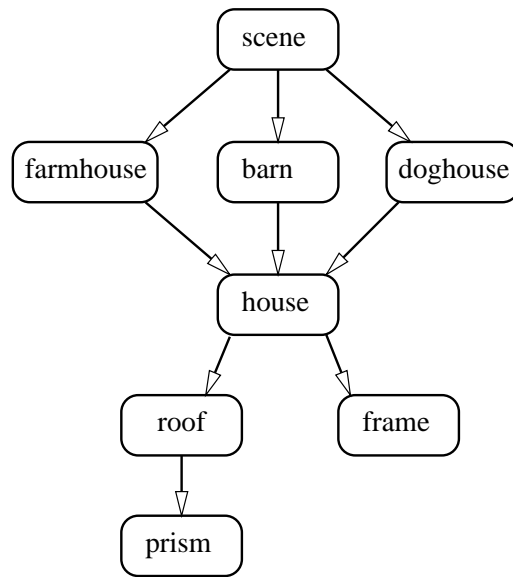 scene
farmhouse
barn
doghouse
house
roof
frame
prism